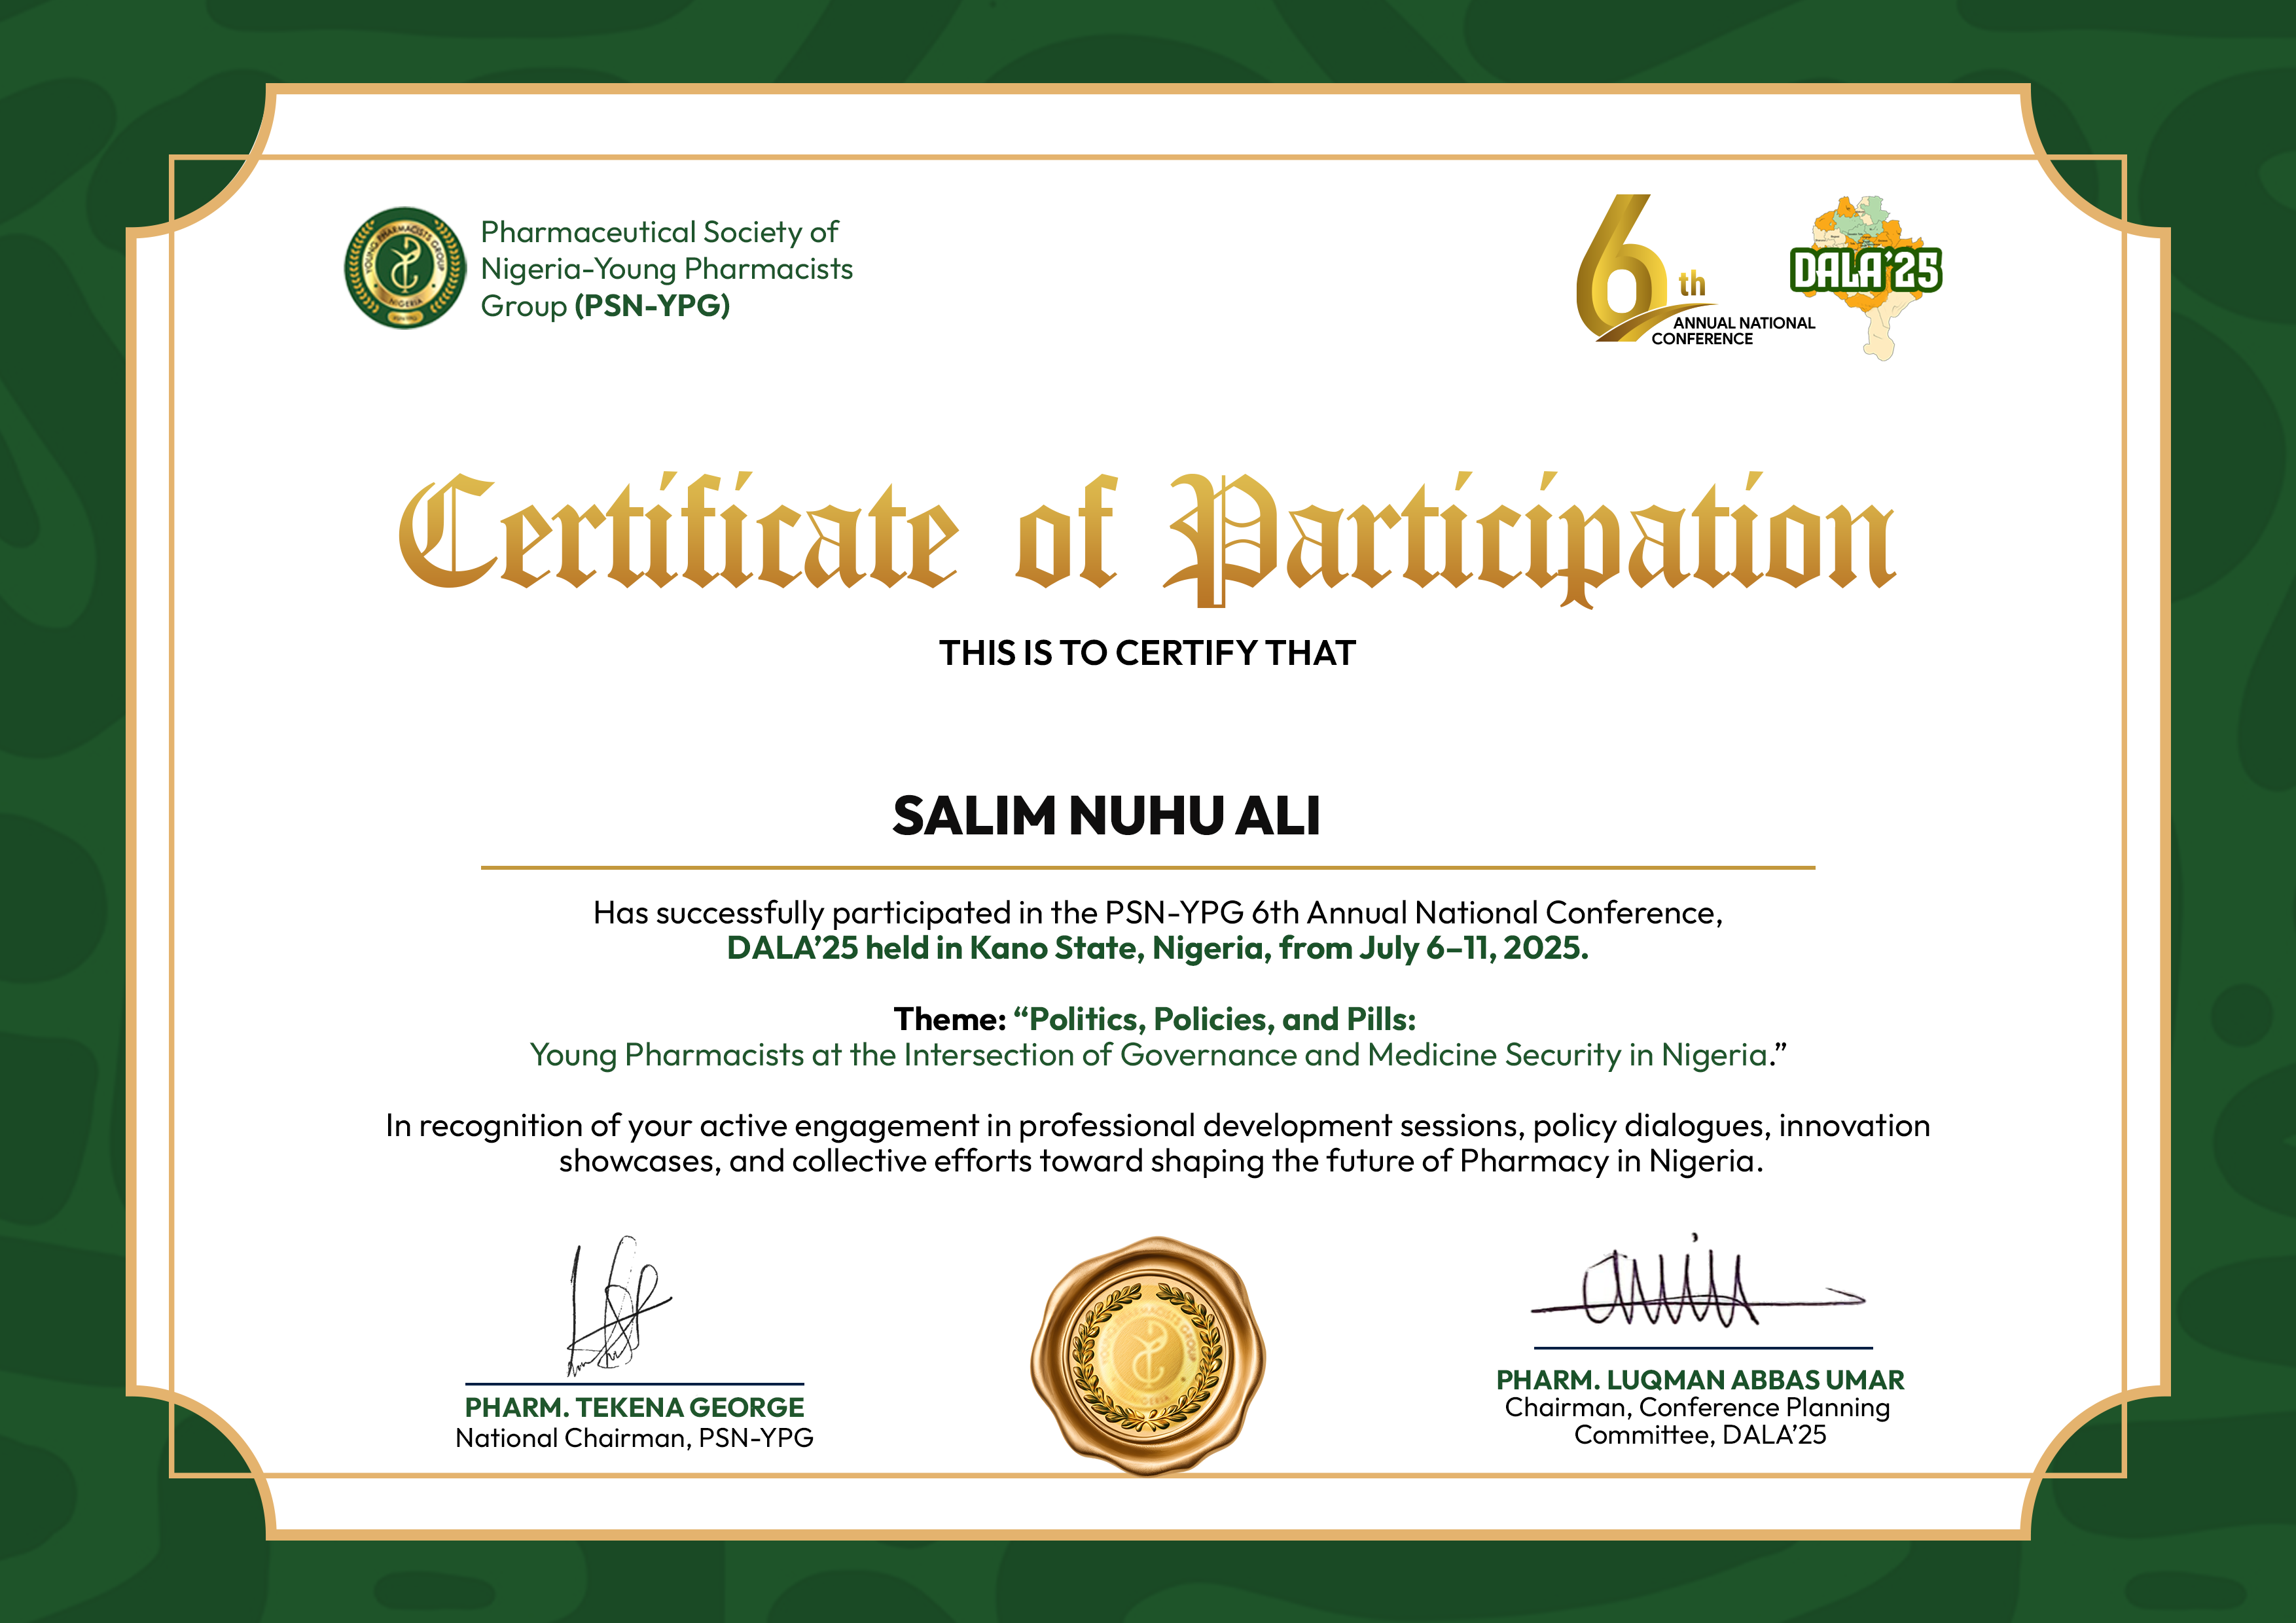 Pharmaceutical Society of
Nigeria-Young Pharmacists
Group (PSN-YPG)
YOUNG PHARMACISTS GROUP
NIGERIA
6th
ANNUAL NATIONAL
CONFERENCE
DALA’25
Certificate of Participation
THIS IS TO CERTIFY THAT
SALIM NUHU ALI
Has successfully participated in the PSN-YPG 6th Annual National Conference,
DALA’25 held in Kano State, Nigeria, from July 6–11, 2025.
Theme: “Politics, Policies, and Pills:
Young Pharmacists at the Intersection of Governance and Medicine Security in Nigeria.”
In recognition of your active engagement in professional development sessions, policy dialogues, innovation
showcases, and collective efforts toward shaping the future of Pharmacy in Nigeria.
PHARM. TEKENA GEORGE
National Chairman, PSN-YPG
YOUNG PHARMACISTS GROUP
NIGERIA
PHARM. LUQMAN ABBAS UMAR
Chairman, Conference Planning
Committee, DALA’25